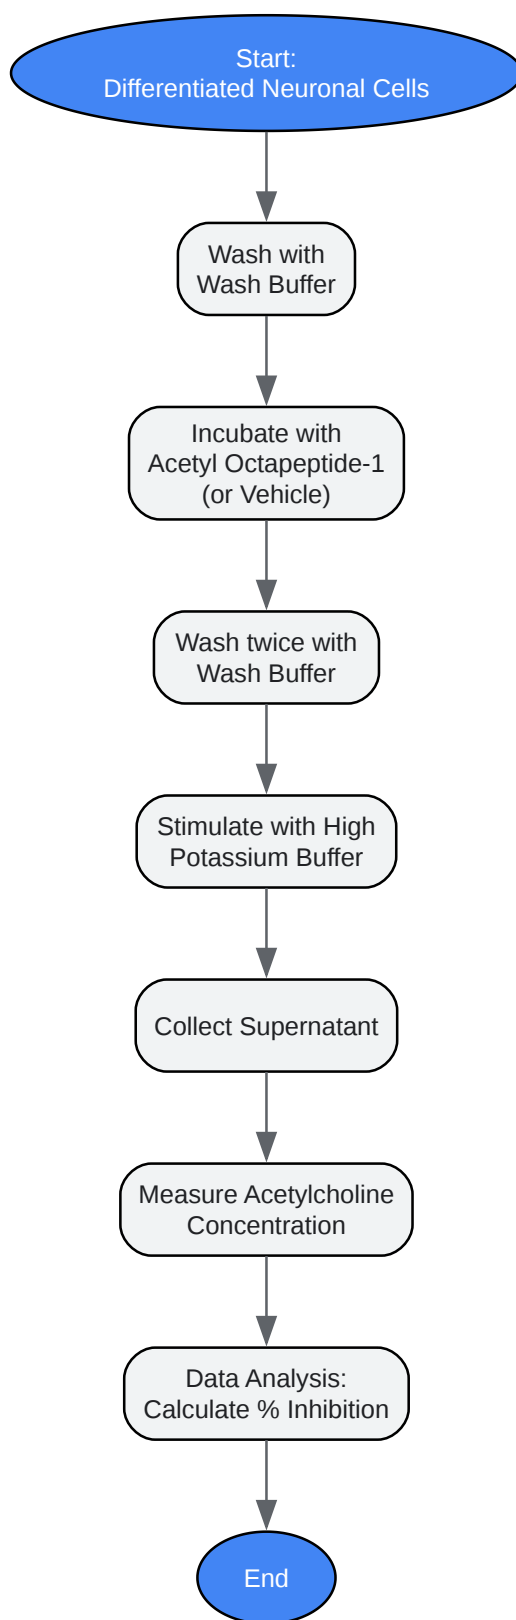 Start:
Differentiated Neuronal Cells
Wash with
Wash Buffer
Incubate with
Acetyl Octapeptide-1
(or Vehicle)
Wash twice with
Wash Buffer
Stimulate with High
Potassium Buffer
Collect Supernatant
Measure Acetylcholine
Concentration
Data Analysis:
Calculate % Inhibition
End